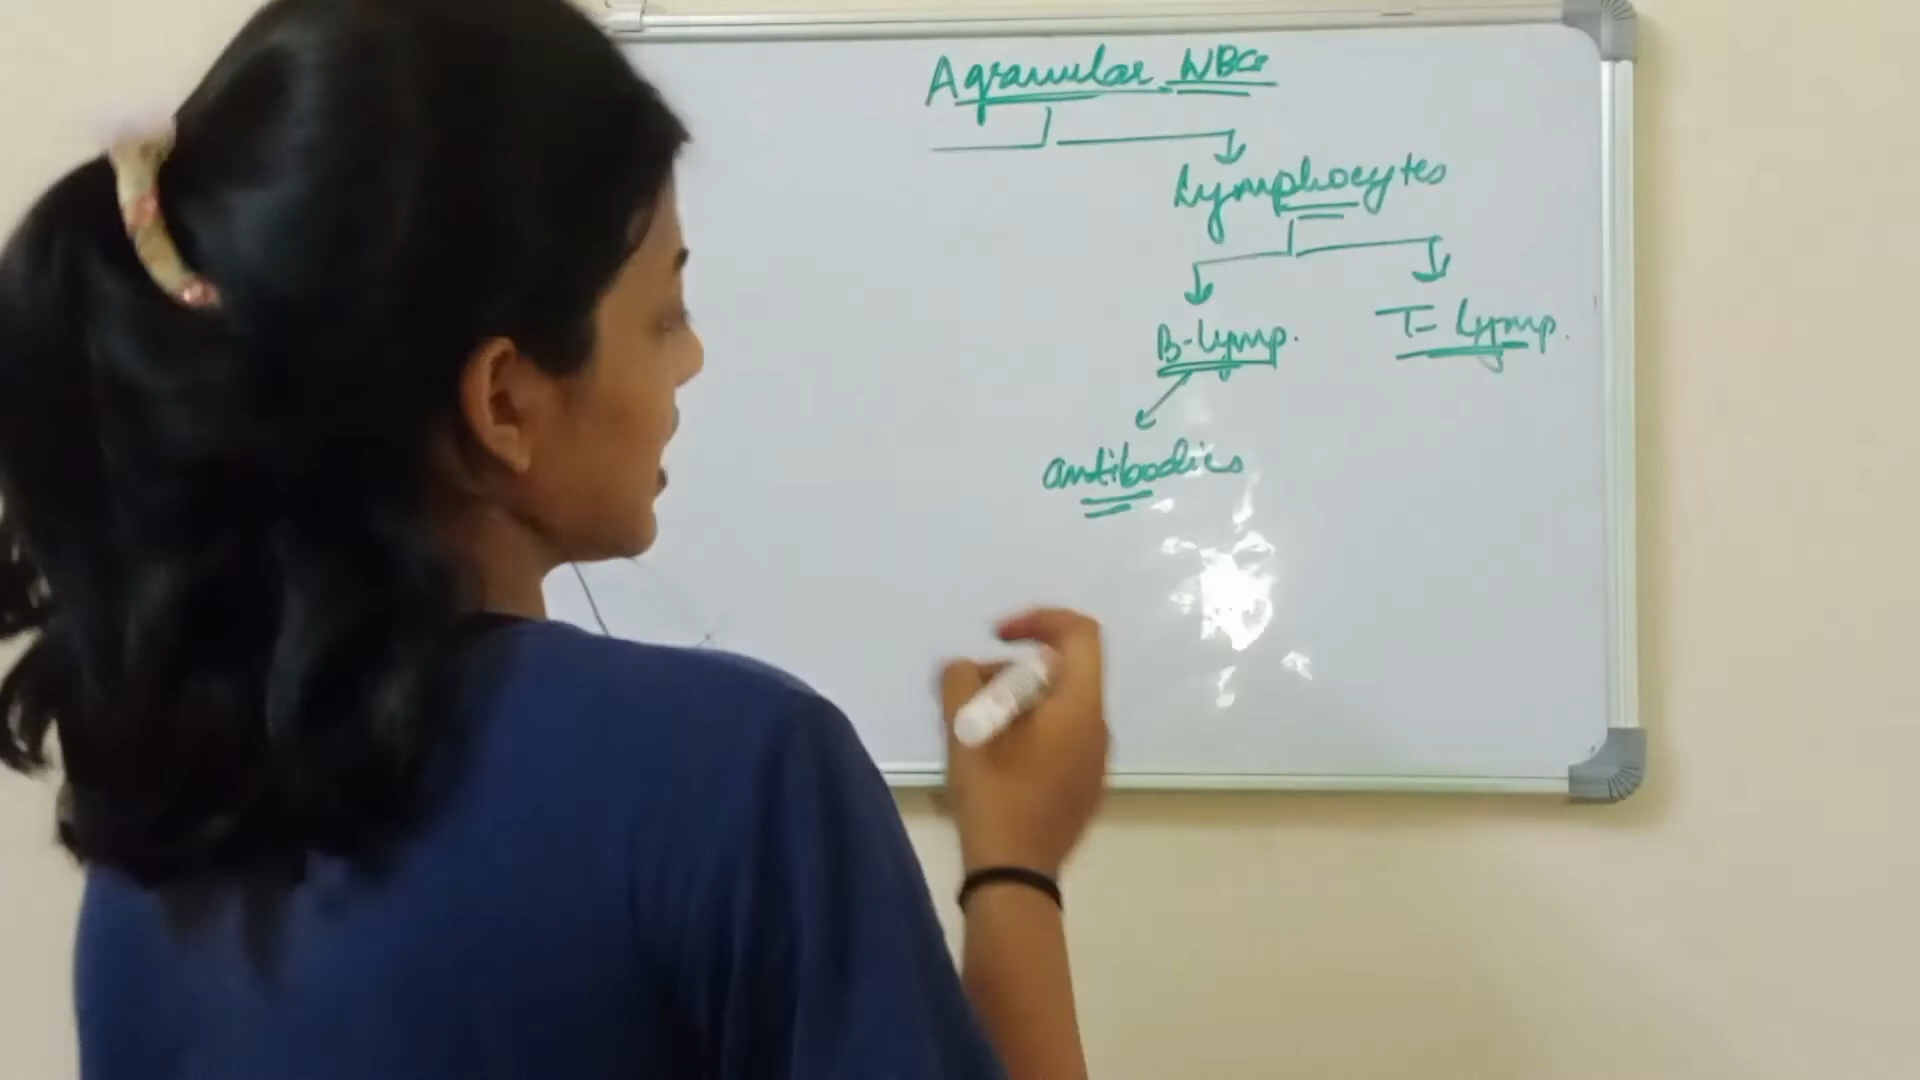 Agranular WBCs
Lymphocytes
B-lymp.
T- Lymp.
antibodies